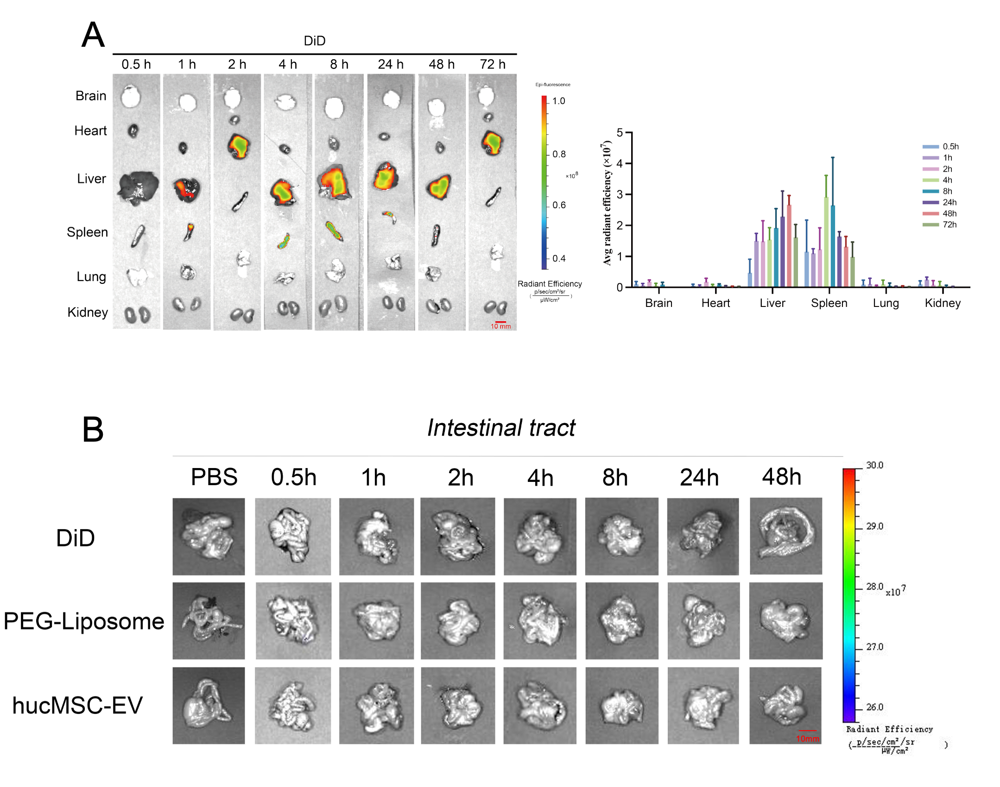 A
DiD
0.5 h 1 h 2 h 4 h 8 h 24 h 48 h 72 h
Brain
Heart
Liver
Spleen
Lung
Kidney
10 mm
Epi-fluorescence
1.0
0.8
×10⁸
0.6
0.4
Radiant Efficiency
( p/sec/cm²/sr
µW/cm² )
Avg radiant efficiency (×10⁷)
5
4
3
2
1
0
Brain Heart Liver Spleen Lung Kidney
0.5h
1h
2h
4h
8h
24h
48h
72h
B
Intestinal tract
PBS 0.5h 1h 2h 4h 8h 24h 48h
DiD
PEG-Liposome
hucMSC-EV
10mm
30.0
29.0
28.0
x10⁷
27.0
26.0
Radiant Efficiency
( p/sec/cm²/sr
µW/cm² )